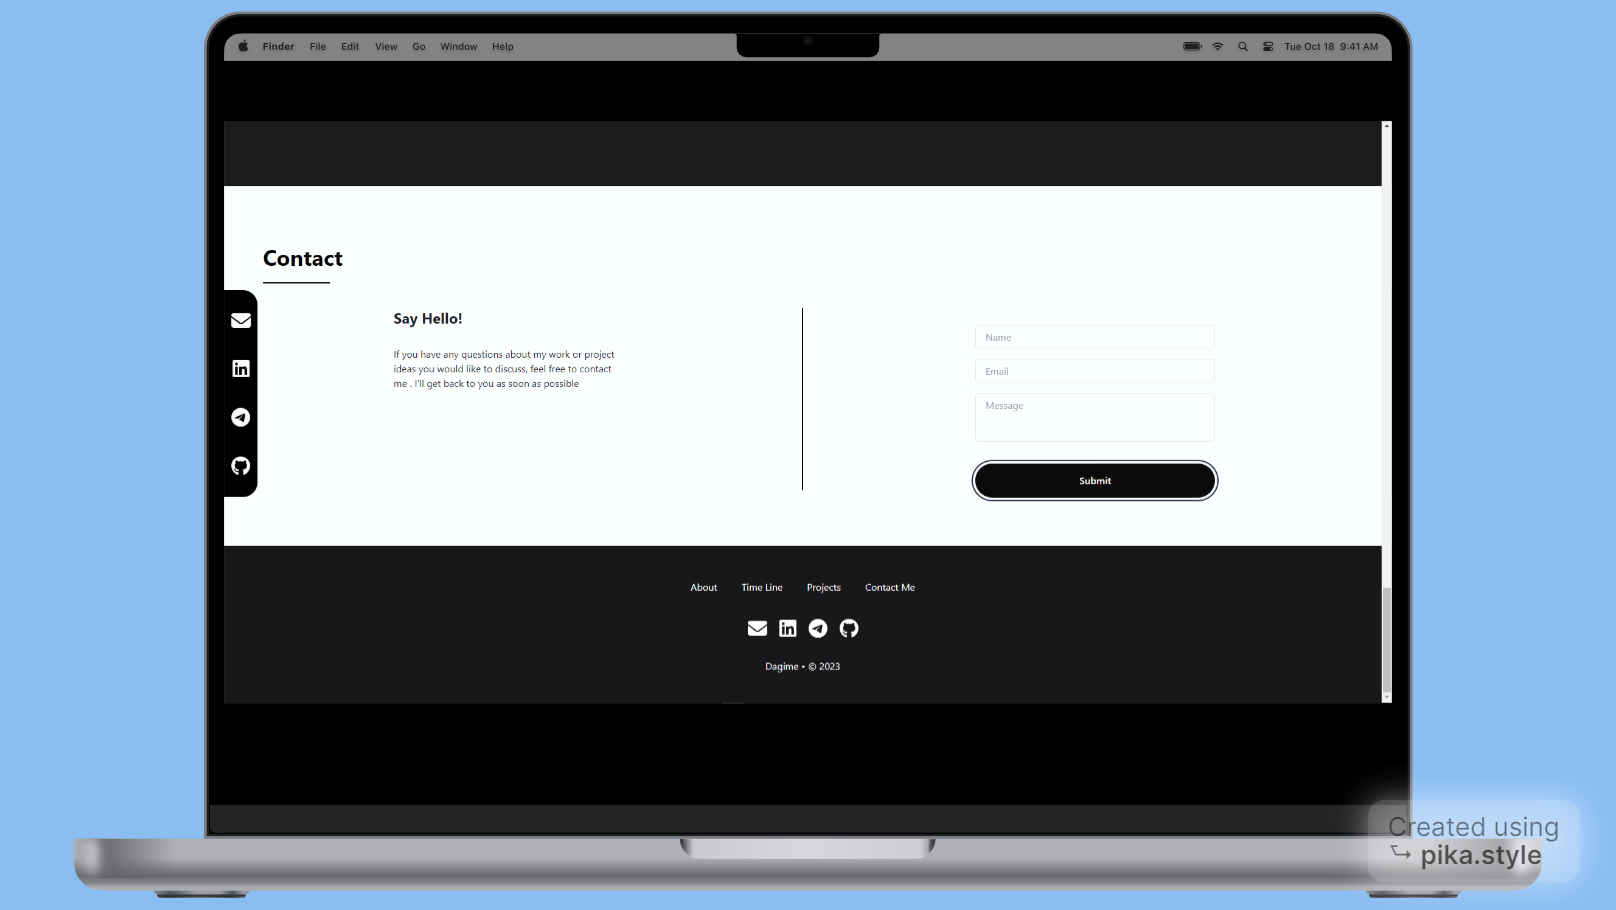 Finder File Edit View Go Window Help
Tue Oct 18 9:41 AM
Contact
Say Hello!
If you have any questions about my work or project
ideas you would like to discuss, feel free to contact
me . I'll get back to you as soon as possible
Name
Email
Message
Submit
About Time Line Projects Contact Me
Dagime • © 2023
Created using
pika.style